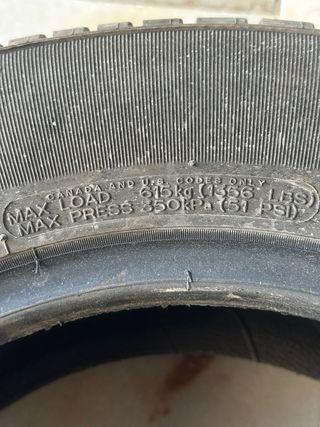 CANADA AND U.S. CODES ONLY
MAX LOAD 615kg (1356 LBS)
MAX PRESS 350kPa (51 PSI)